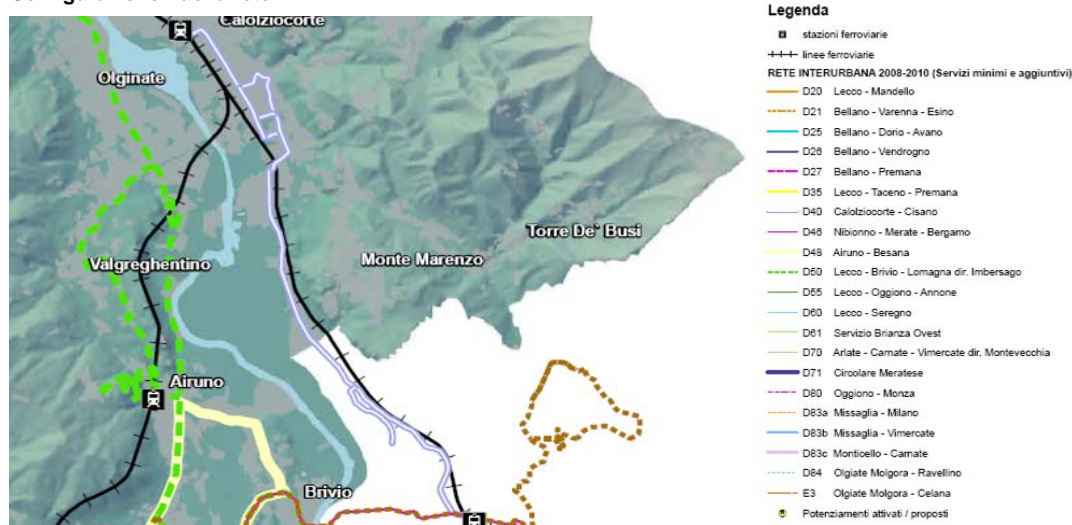 Calolziocorte
Olginate
Torre De' Busi
Monte Marenzo
Valgreghentino
Airuno
Brivio
Legenda
stazioni ferroviarie
linee ferroviarie
RETE INTERURBANA 2008-2010 (Servizi minimi e aggiuntivi)
D20 Lecco - Mandello
D21 Bellano - Varenna - Esino
D25 Bellano - Dorio - Avano
D26 Bellano - Vendrogno
D27 Bellano - Premana
D35 Lecco - Taceno - Premana
D40 Calolziocorte - Cisano
D46 Nibionno - Merate - Bergamo
D48 Airuno - Besana
D50 Lecco - Brivio - Lomagna dir. Imbersago
D55 Lecco - Oggiono - Annone
D60 Lecco - Seregno
D61 Servizio Brianza Ovest
D70 Arlate - Carnate - Vimercate dir. Montevecchia
D71 Circolare Meratese
D80 Oggiono - Monza
D83a Missaglia - Milano
D83b Missaglia - Vimercate
D83c Monticello - Carnate
D84 Olgiate Molgora - Ravellino
E3 Olgiate Molgora - Celana
Potenziamenti attivati / proposti